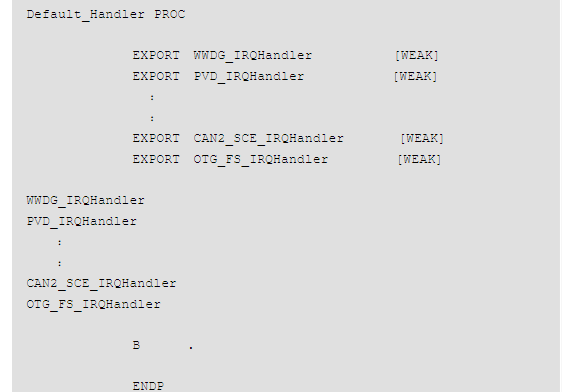 Default_Handler PROC
EXPORT WWDG_IRQHandler [WEAK]
EXPORT PVD_IRQHandler [WEAK]
:
:
EXPORT CAN2_SCE_IRQHandler [WEAK]
EXPORT OTG_FS_IRQHandler [WEAK]
WWDG_IRQHandler
PVD_IRQHandler
:
:
CAN2_SCE_IRQHandler
OTG_FS_IRQHandler
B .
ENDP